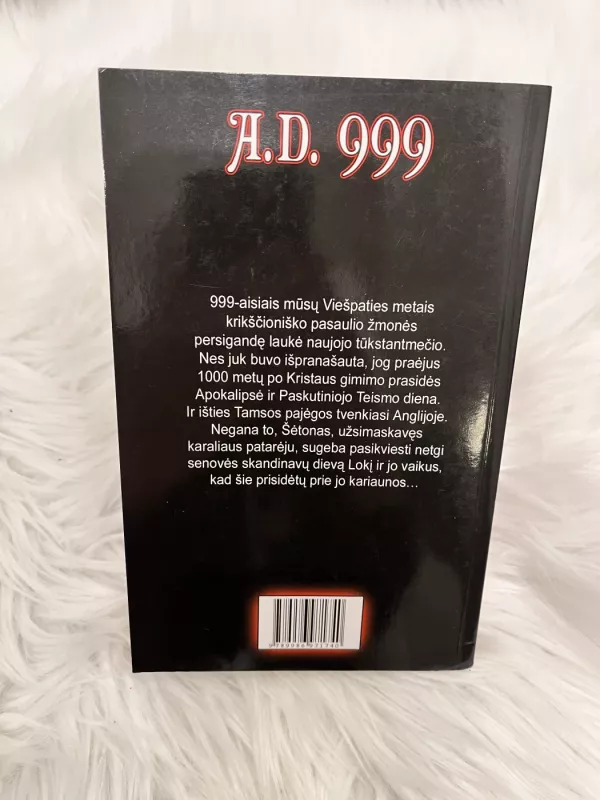 A.D. 999
999-aisiais mūsų Viešpaties metais
krikščioniško pasaulio žmonės
persigandę laukė naujojo tūkstantmečio.
Nes juk buvo išpranašauta, jog praėjus
1000 metų po Kristaus gimimo prasidės
Apokalipsė ir Paskutiniojo Teismo diena.
Ir išties Tamsos pajėgos tvenkiasi Anglijoje.
Negana to, Šėtonas, užsimaskavęs
karaliaus patarėju, sugeba pasikviesti netgi
senovės skandinavų dievą Lokį ir jo vaikus,
kad šie prisidėtų prie jo kariaunos...
9789986971740